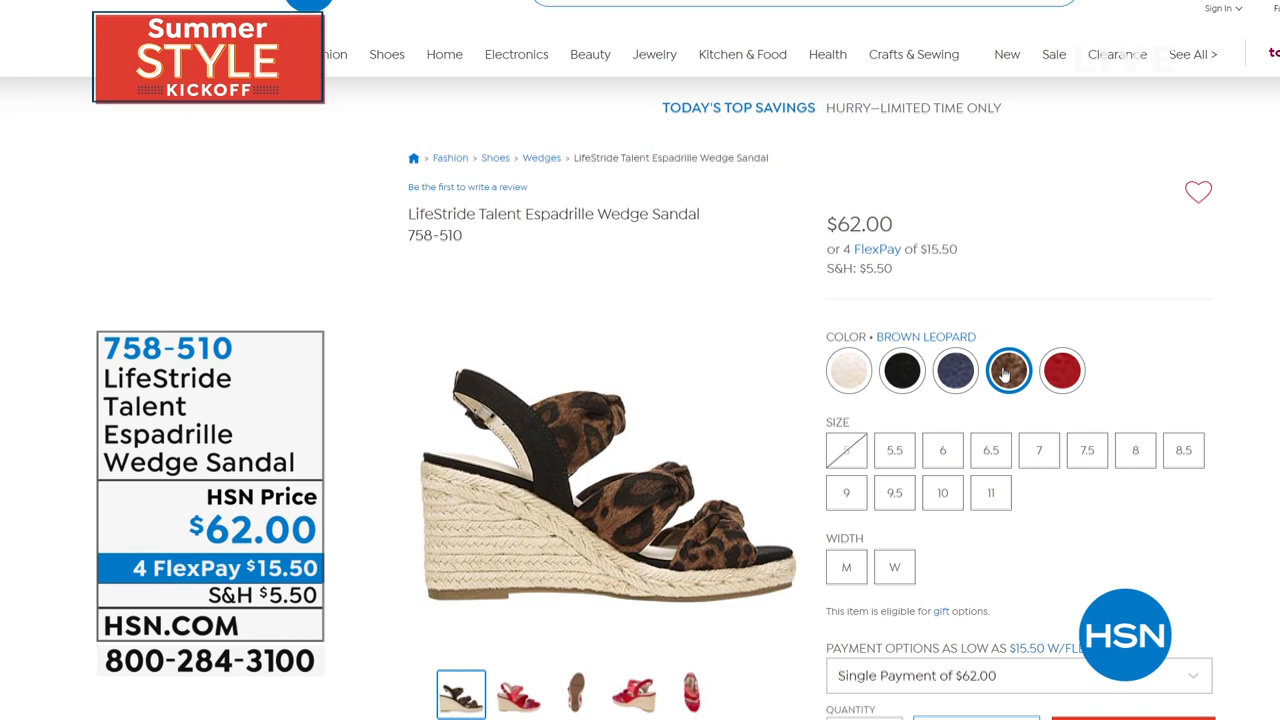 Summer
STYLE
KICKOFF
Sign In
hion Shoes Home Electronics Beauty Jewelry Kitchen & Food Health Crafts & Sewing New Sale Clearance See All >
LIVE
TODAY'S TOP SAVINGS HURRY—LIMITED TIME ONLY
> Fashion > Shoes > Wedges > LifeStride Talent Espadrille Wedge Sandal
Be the first to write a review
LifeStride Talent Espadrille Wedge Sandal
758-510
$62.00
or 4 FlexPay of $15.50
S&H: $5.50
COLOR • BROWN LEOPARD
SIZE
5 5.5 6 6.5 7 7.5 8 8.5
9 9.5 10 11
WIDTH
M W
This item is eligible for gift options.
PAYMENT OPTIONS AS LOW AS $15.50 W/FLE
Single Payment of $62.00
QUANTITY
758-510
LifeStride
Talent
Espadrille
Wedge Sandal
HSN Price
$62.00
4 FlexPay $15.50
S&H $5.50
HSN.COM
800-284-3100
HSN